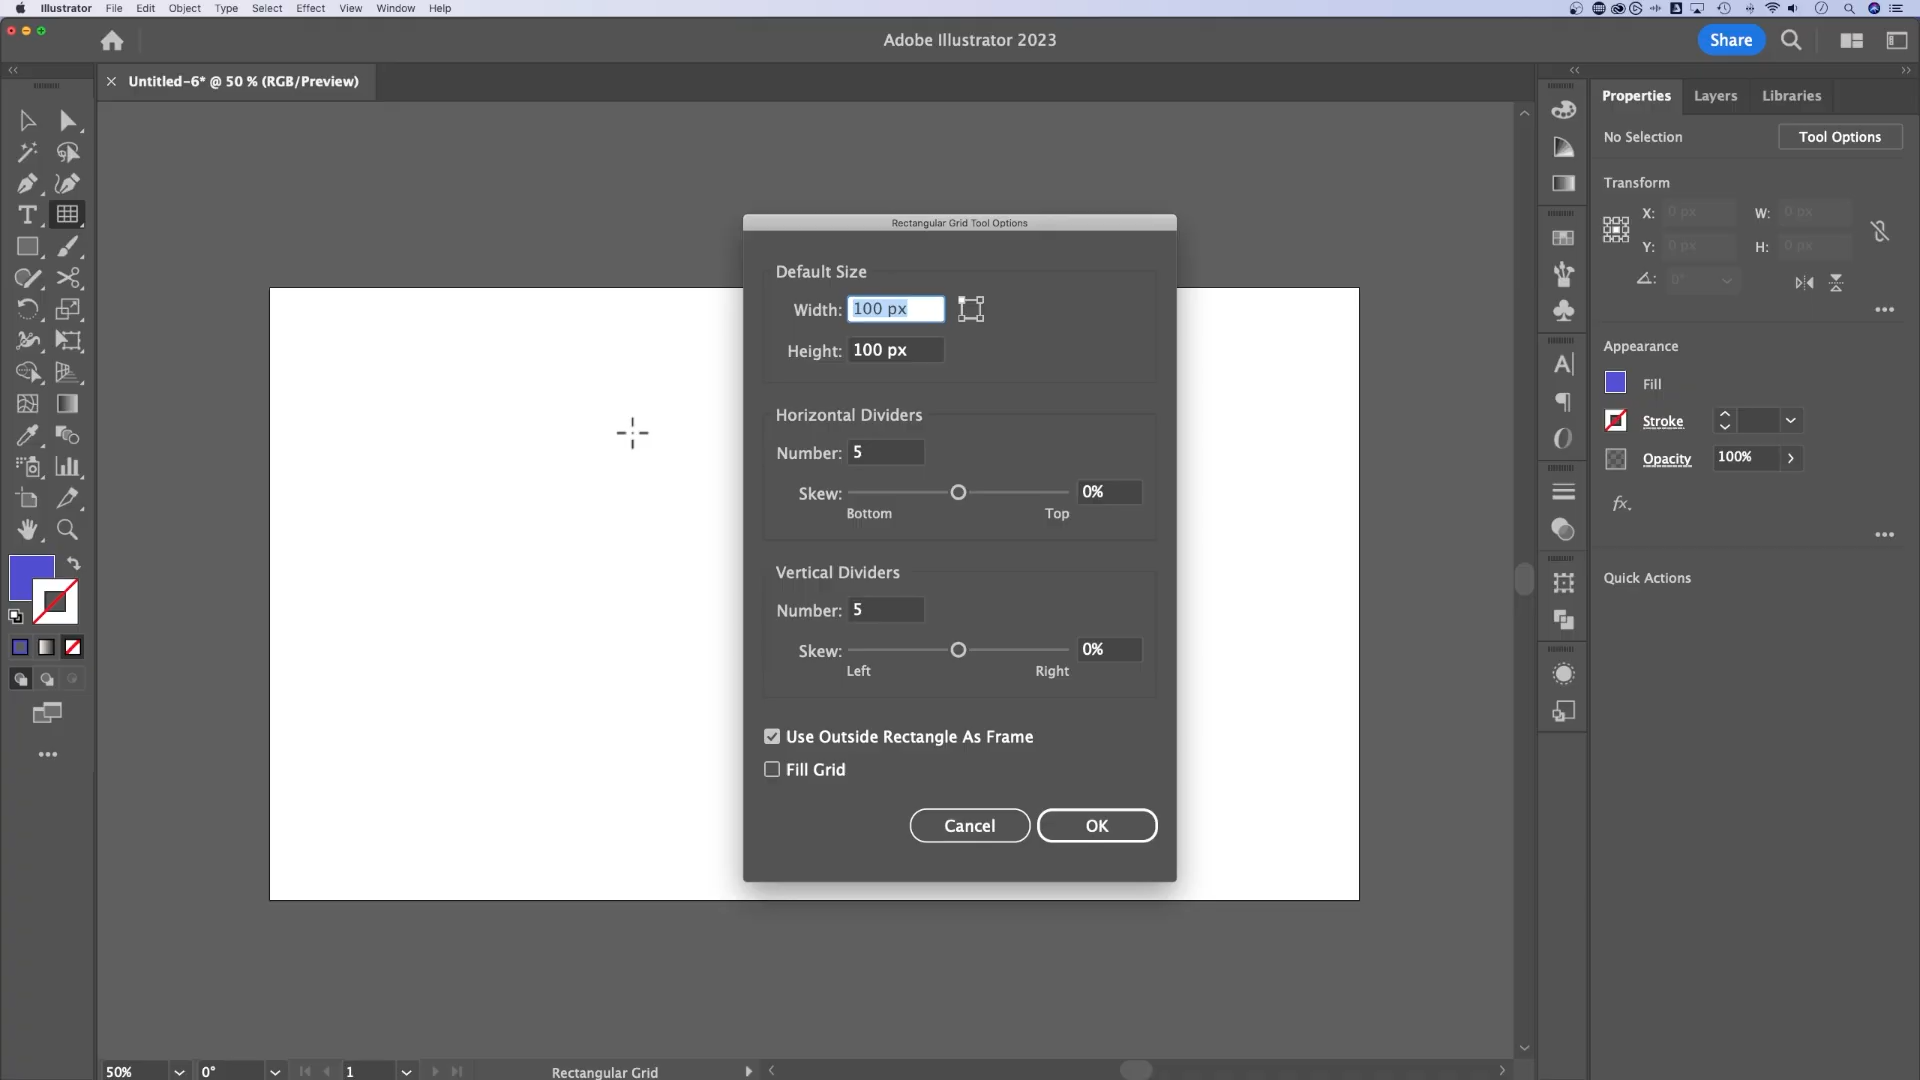 Illustrator File Edit Object Type Select Effect View Window Help
Adobe Illustrator 2023
Share
Untitled-6* @ 50 % (RGB/Preview)
Properties Layers Libraries
No Selection
Tool Options
Transform
X: 0 px W: 0 px
Y: 0 px H: 0 px
0°
Appearance
Fill
Stroke
Opacity 100%
fx
Quick Actions
Rectangular Grid Tool Options
Default Size
Width: 100 px
Height: 100 px
Horizontal Dividers
Number: 5
Skew: 0%
Bottom Top
Vertical Dividers
Number: 5
Skew: 0%
Left Right
Use Outside Rectangle As Frame
Fill Grid
Cancel OK
50% 0° 1 Rectangular Grid